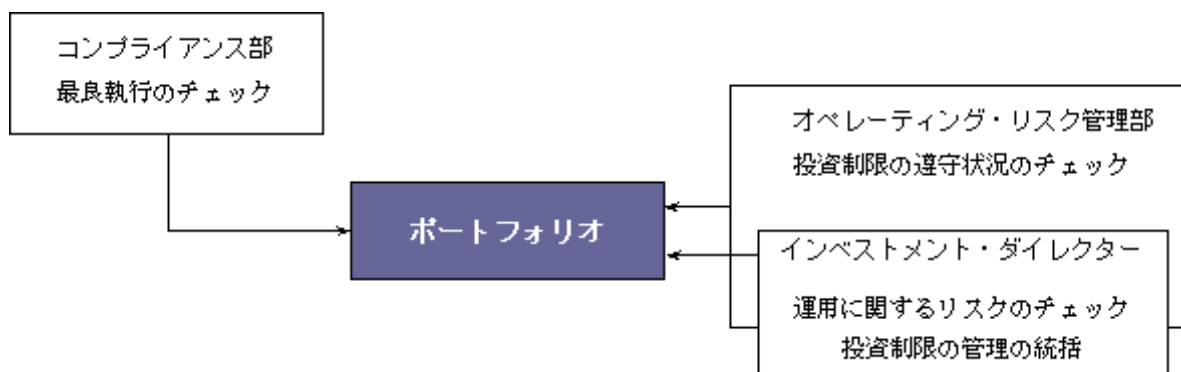 コンプライアンス部
最良執行のチェック
オペレーティング・リスク管理部
投資制限の遵守状況のチェック
ポートフォリオ
インベストメント・ダイレクター
運用に関するリスクのチェック
投資制限の管理の統括